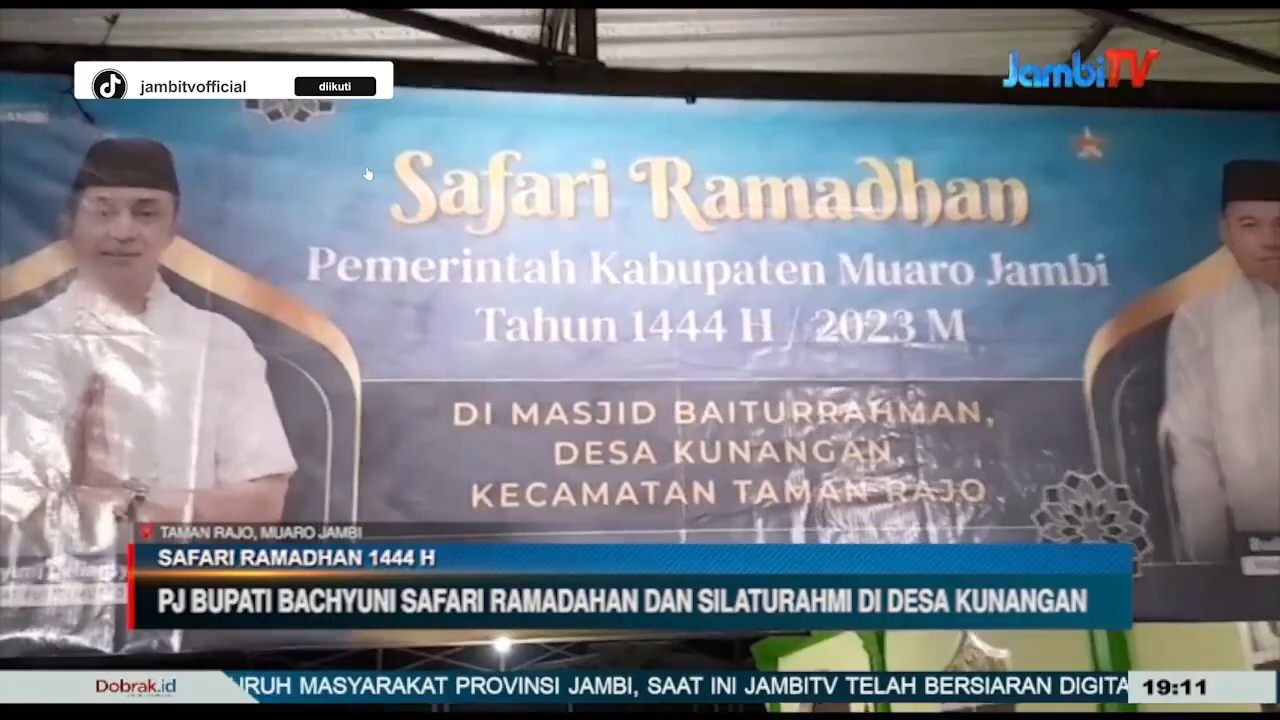 jambitvofficial
diikuti
JambiTV
Safari Ramadhan
Pemerintah Kabupaten Muaro Jambi
Tahun 1444 H / 2023 M
DI MASJID BAITURRAHMAN,
DESA KUNANGAN,
KECAMATAN TAMAN RAJO
TAMAN RAJO, MUARO JAMBI
SAFARI RAMADHAN 1444 H
PJ BUPATI BACHYUNI SAFARI RAMADAHAN DAN SILATURAHMI DI DESA KUNANGAN
Dobrak.id
URUH MASYARAKAT PROVINSI JAMBI, SAAT INI JAMBITV TELAH BERSIARAN DIGITA
19:11